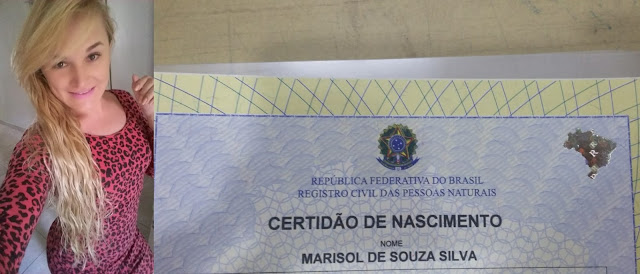 REPÚBLICA FEDERATIVA DO BRASIL
REGISTRO CIVIL DAS PESSOAS NATURAIS
CERTIDÃO DE NASCIMENTO
NOME
MARISOL DE SOUZA SILVA